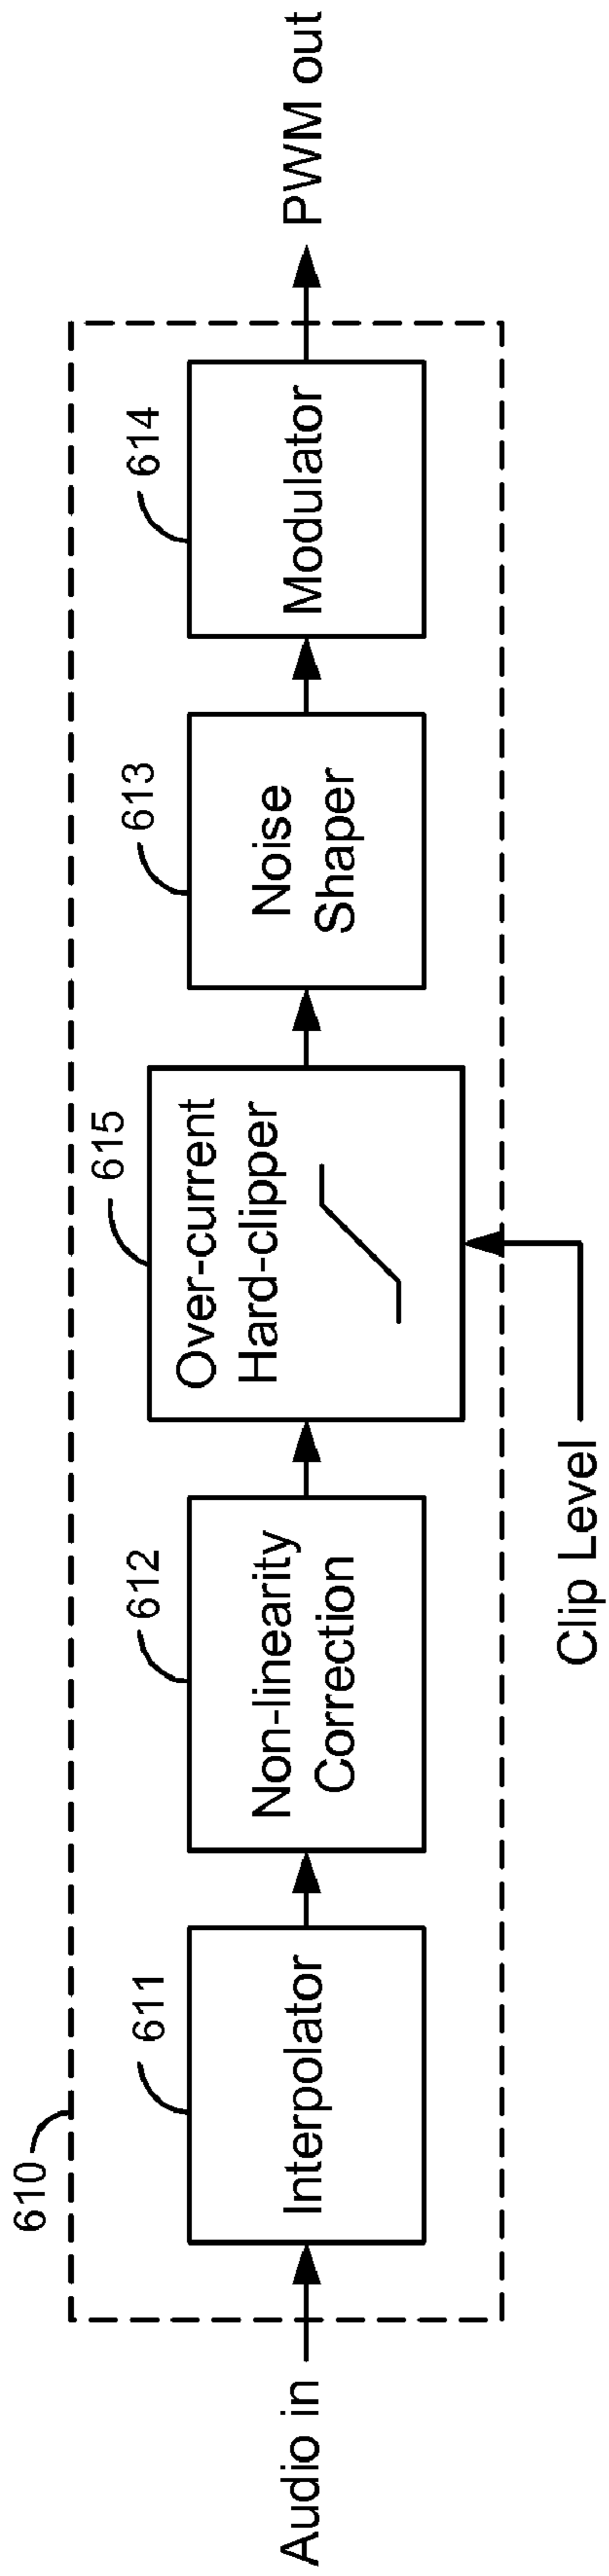 610
611
612
615
613
614
Audio in
Interpolator
Non-linearity
Correction
Over-current
Hard-clipper
Noise
Shaper
Modulator
PWM out
Clip Level